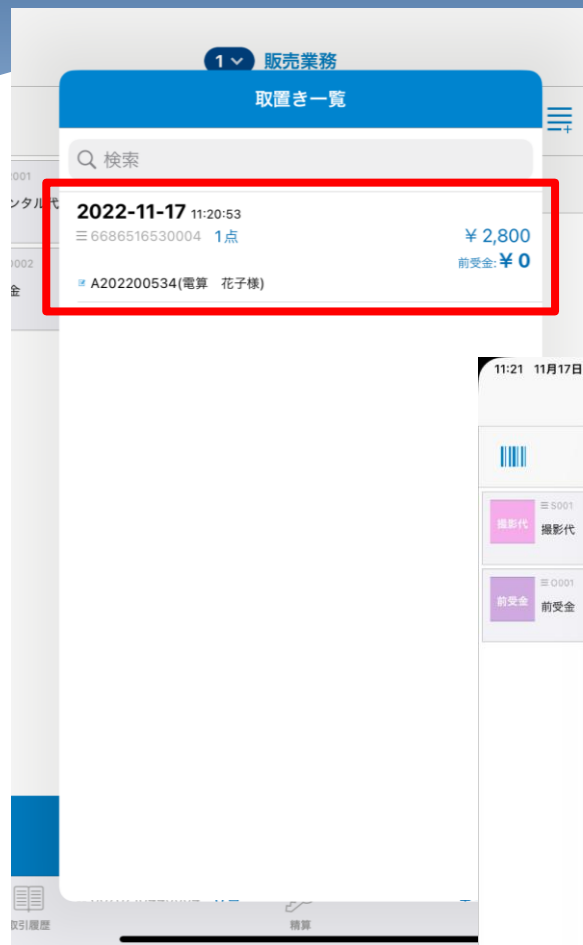 1 販売業務
取置き一覧
検索
2022-11-17 11:20:53
6686516530004 1点 ¥ 2,800
前受金:¥ 0
A202200534(電算 花子様)
001
ンタル代
002
金
11:21 11月17日
S001
撮影代 撮影代
O001
前受金 前受金
取引履歴
精算